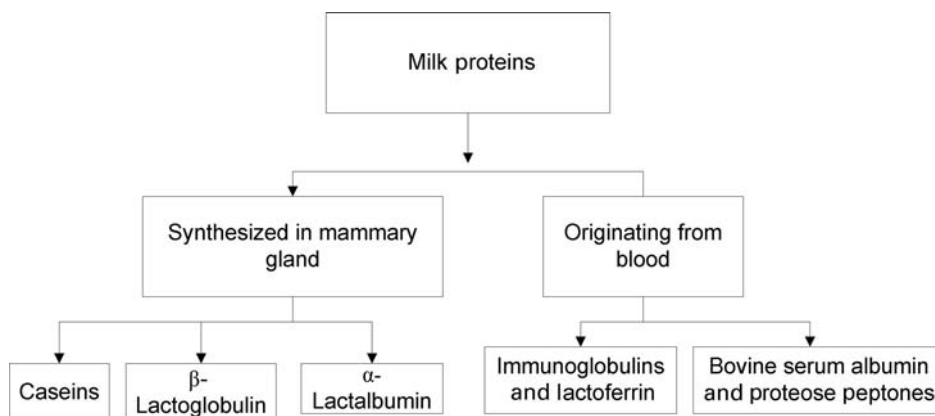 Milk proteins
Synthesized in mammary
gland
Originating from
blood
Caseins
β-
Lactoglobulin
α-
Lactalbumin
Immunoglobulins
and lactoferrin
Bovine serum albumin
and proteose peptones